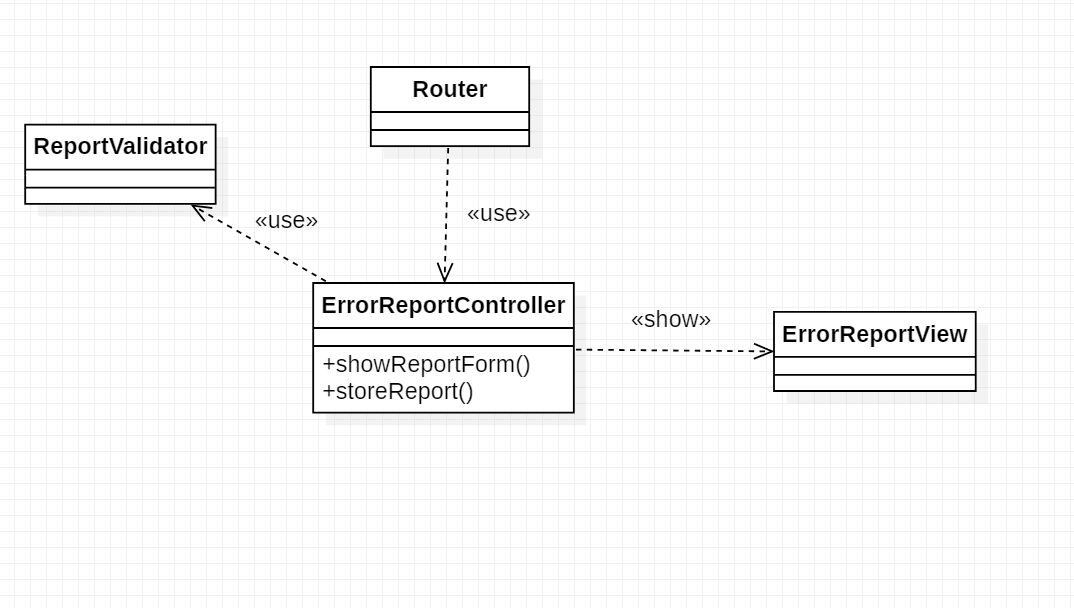 Router
ReportValidator
«use»
«use»
ErrorReportController
+showReportForm()
+storeReport()
«show»
ErrorReportView